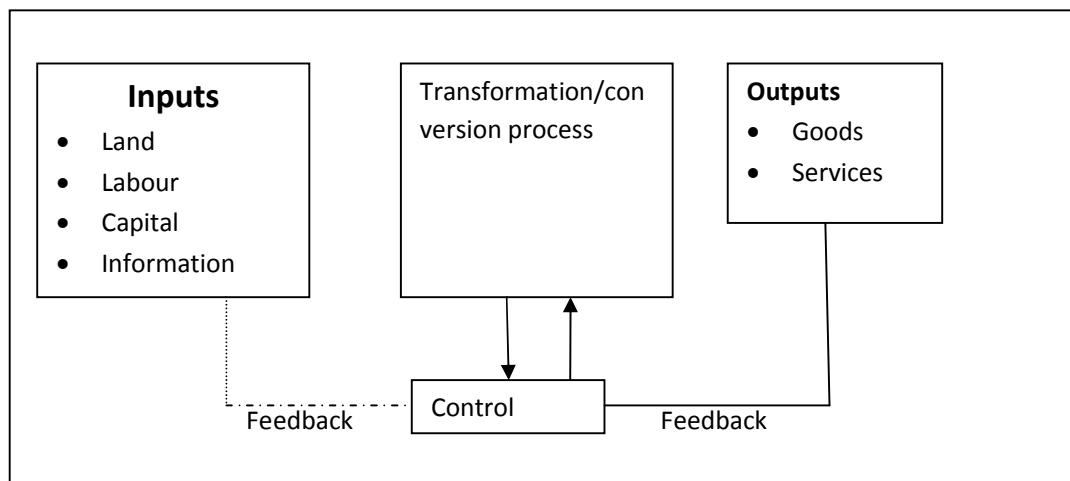 Inputs
• Land
• Labour
• Capital
• Information
Transformation/con
version process
Outputs
• Goods
• Services
Control
Feedback
Feedback